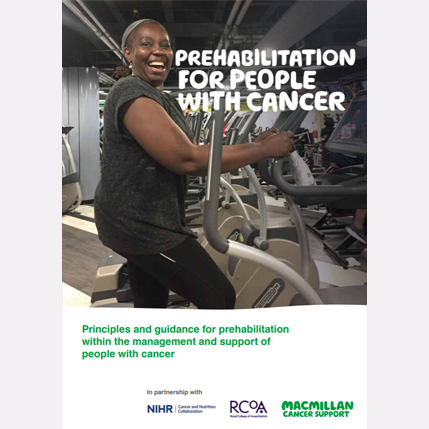 PREHABILITATION
FOR PEOPLE
WITH CANCER
Principles and guidance for prehabilitation
within the management and support of
people with cancer
In partnership with
NIHR | Cancer and Nutrition
Collaboration
RCoA
Royal College of Anaesthetists
MACMILLAN
CANCER SUPPORT